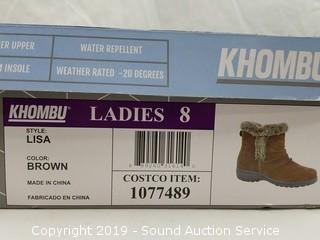 ER UPPER
WATER REPELLENT
INSOLE
WEATHER RATED -20 DEGREES
KHOMBU
KHOMBU
LADIES 8
STYLE:
LISA
COLOR:
BROWN
MADE IN CHINA
FABRICADO EN CHINA
COSTCO ITEM:
1077489
Copyright 2019 - Sound Auction Service